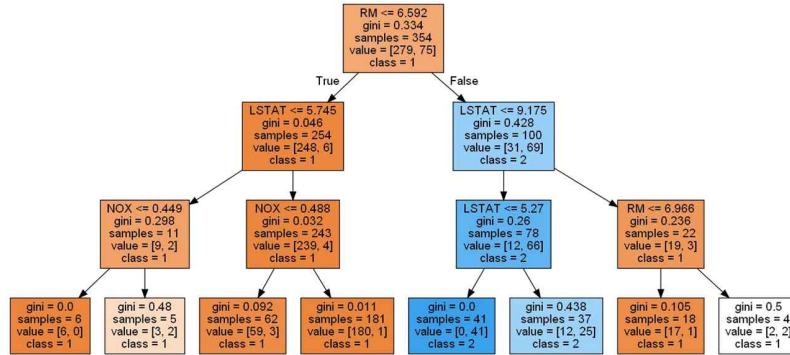 RM <= 6.592
gini = 0.334
samples = 354
value = [279, 75]
class = 1
True
False
LSTAT <= 5.745
gini = 0.046
samples = 254
value = [248, 6]
class = 1
LSTAT <= 9.175
gini = 0.428
samples = 100
value = [31, 69]
class = 2
NOX <= 0.449
gini = 0.298
samples = 11
value = [9, 2]
class = 1
NOX <= 0.488
gini = 0.032
samples = 243
value = [239, 4]
class = 1
LSTAT <= 5.27
gini = 0.26
samples = 78
value = [12, 66]
class = 2
RM <= 6.966
gini = 0.236
samples = 22
value = [19, 3]
class = 1
gini = 0.0
samples = 6
value = [6, 0]
class = 1
gini = 0.48
samples = 5
value = [3, 2]
class = 1
gini = 0.092
samples = 62
value = [59, 3]
class = 1
gini = 0.011
samples = 181
value = [180, 1]
class = 1
gini = 0.0
samples = 41
value = [0, 41]
class = 2
gini = 0.438
samples = 37
value = [12, 25]
class = 2
gini = 0.105
samples = 18
value = [17, 1]
class = 1
gini = 0.5
samples = 4
value = [2, 2]
class = 1